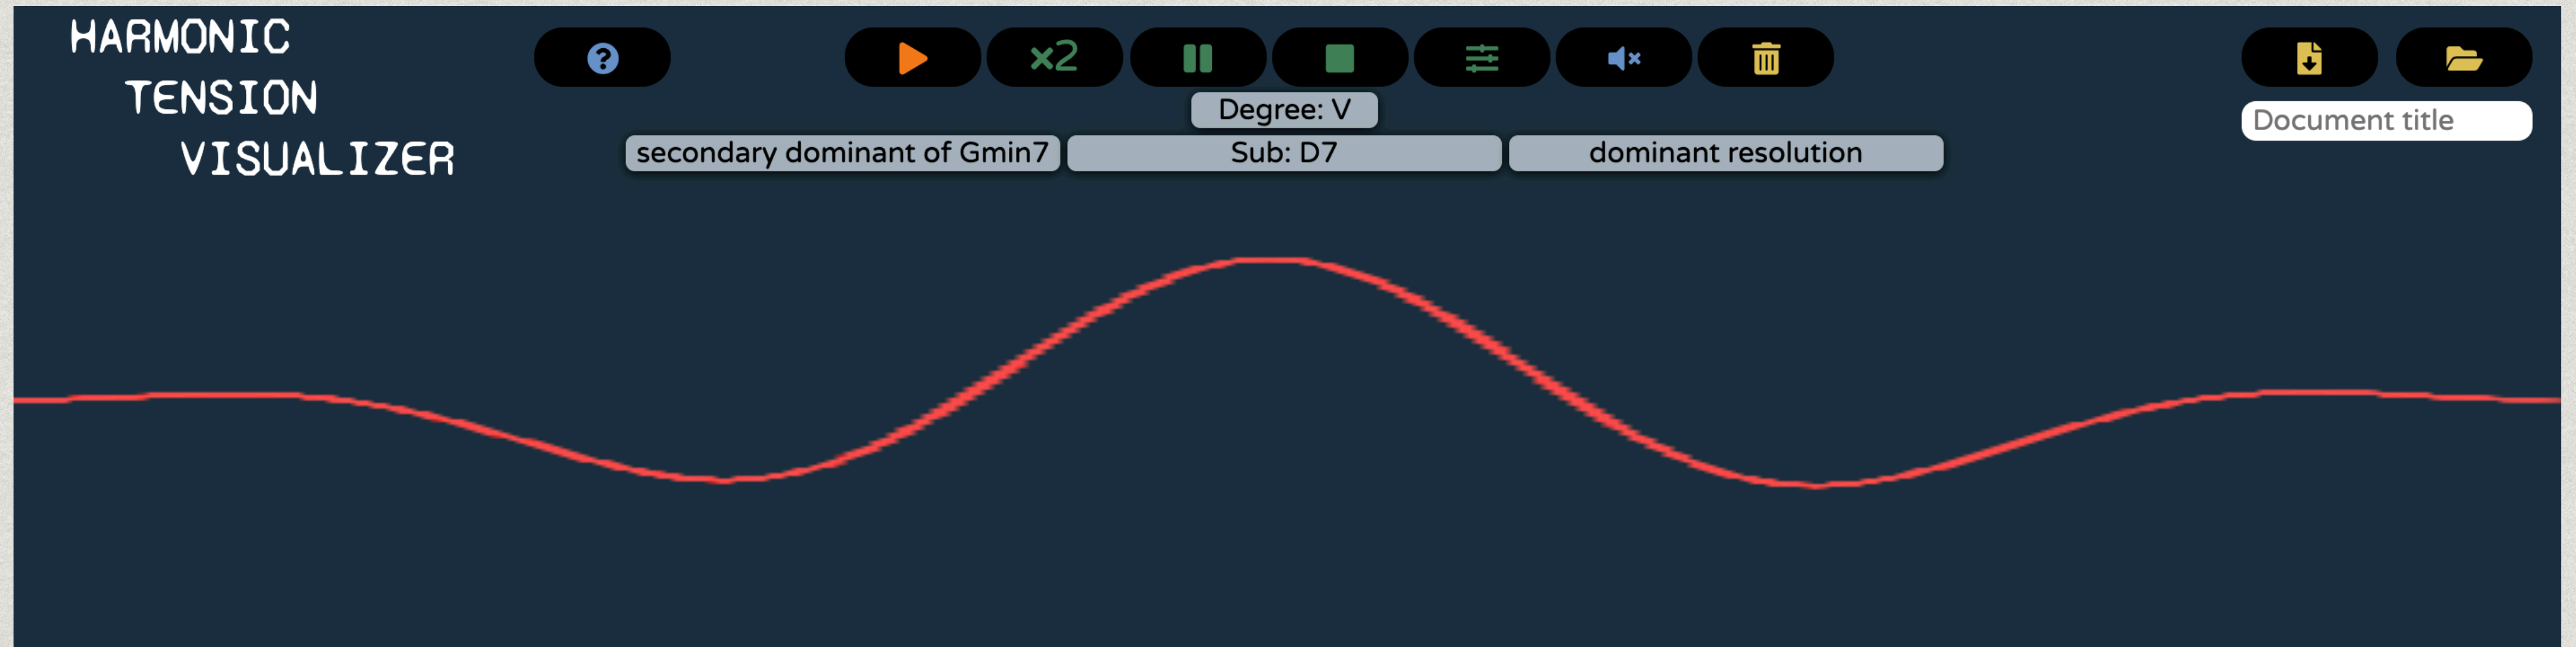 HARMONIC
TENSION
VISUALIZER
?
×2
Degree: V
secondary dominant of Gmin7
Sub: D7
dominant resolution
Document title